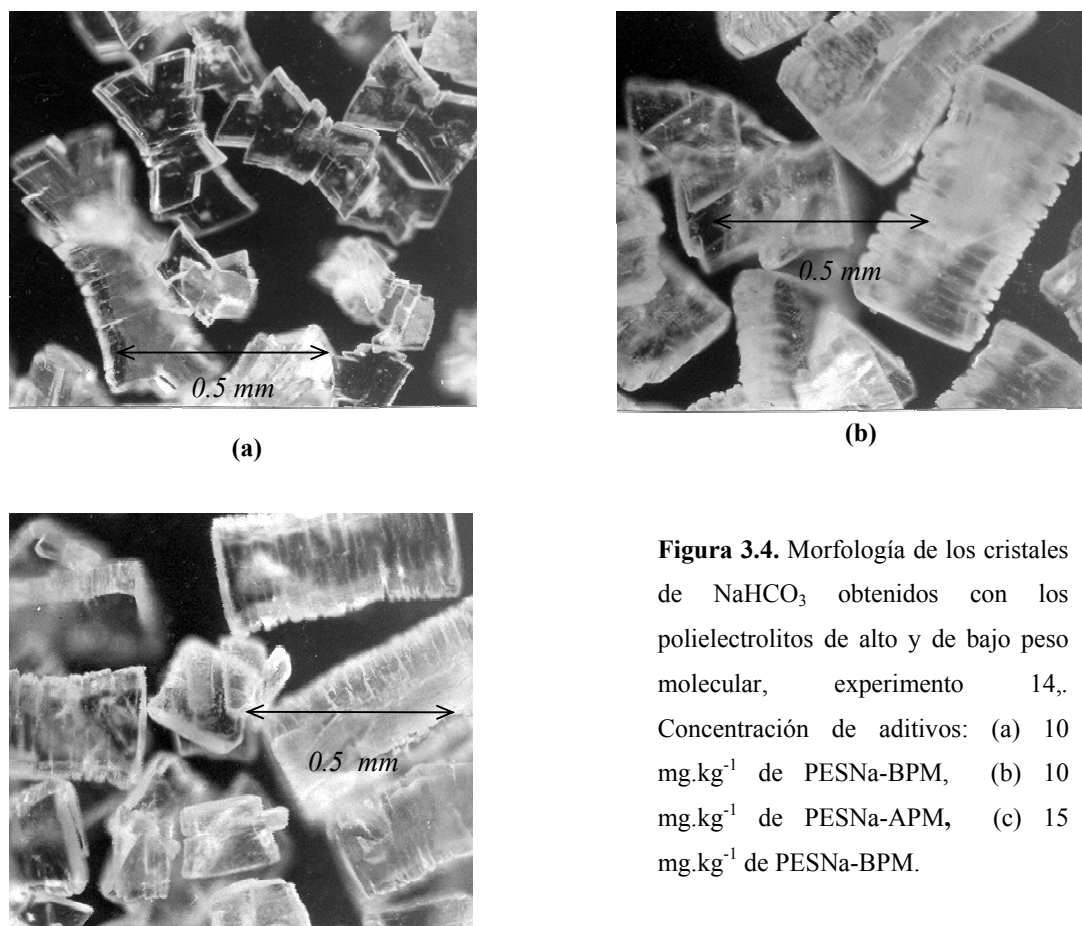 0.5 mm
(a)
0.5 mm
(b)
0.5 mm
Figura 3.4. Morfología de los cristales
de NaHCO₃ obtenidos con los
polielectrolitos de alto y de bajo peso
molecular, experimento 14,.
Concentración de aditivos: (a) 10
mg.kg⁻¹ de PESNa-BPM, (b) 10
mg.kg⁻¹ de PESNa-APM, (c) 15
mg.kg⁻¹ de PESNa-BPM.